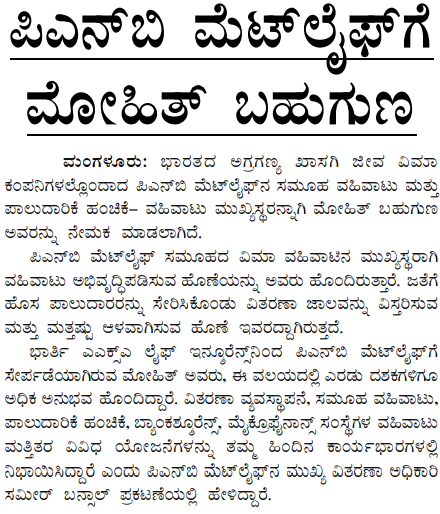 ಪಿಎನ್‌ಬಿ ಮೆಟ್‌ಲೈಫ್‌ಗೆ
ಮೋಹಿತ್ ಬಹುಗುಣ
ಮಂಗಳೂರು: ಭಾರತದ ಅಗ್ರಗಣ್ಯ ಖಾಸಗಿ ಜೀವ ವಿಮಾ
ಕಂಪನಿಗಳಲ್ಲೊಂದಾದ ಪಿಎನ್‌ಬಿ ಮೆಟ್‌ಲೈಫ್‌ನ ಸಮೂಹ ವಹಿವಾಟು ಮತ್ತು
ಪಾಲುದಾರಿಕೆ ಹಂಚಿಕೆ– ವಹಿವಾಟು ಮುಖ್ಯಸ್ಥರನ್ನಾಗಿ ಮೋಹಿತ್ ಬಹುಗುಣ
ಅವರನ್ನು ನೇಮಕ ಮಾಡಲಾಗಿದೆ.
ಪಿಎನ್‌ಬಿ ಮೆಟ್‌ಲೈಫ್ ಸಮೂಹದ ವಿಮಾ ವಹಿವಾಟಿನ ಮುಖ್ಯಸ್ಥರಾಗಿ
ವಹಿವಾಟು ಅಭಿವೃದ್ಧಿಪಡಿಸುವ ಹೊಣೆಯನ್ನು ಅವರು ಹೊಂದಿರುತ್ತಾರೆ. ಜತೆಗೆ
ಹೊಸ ಪಾಲುದಾರರನ್ನು ಸೇರಿಸಿಕೊಂಡು ವಿತರಣಾ ಜಾಲವನ್ನು ವಿಸ್ತರಿಸುವ
ಮತ್ತು ಮತ್ತಷ್ಟು ಆಳವಾಗಿಸುವ ಹೊಣೆ ಇವರದ್ದಾಗಿರುತ್ತದೆ.
ಭಾರ್ತಿ ಎಎಕ್ಸ್‌ಎ ಲೈಫ್ ಇನ್ಶೂರೆನ್ಸ್‌ನಿಂದ ಪಿಎನ್‌ಬಿ ಮೆಟ್‌ಲೈಫ್‌ಗೆ
ಸೇರ್ಪಡೆಯಾಗಿರುವ ಮೋಹಿತ್ ಅವರು, ಈ ವಲಯದಲ್ಲಿ ಎರಡು ದಶಕಗಳಿಗೂ
ಅಧಿಕ ಅನುಭವ ಹೊಂದಿದ್ದಾರೆ. ವಿತರಣಾ ವ್ಯವಸ್ಥಾಪನೆ, ಸಮೂಹ ವಹಿವಾಟು,
ಪಾಲುದಾರಿಕೆ ಹಂಚಿಕೆ, ಬ್ಯಾಂಕಶ್ಶೂರೆನ್ಸ್, ಮೈಕ್ರೊಫೈನಾನ್ಸ್ ಸಂಸ್ಥೆಗಳ ವಹಿವಾಟು
ಮತ್ತಿತರ ವಿವಿಧ ಯೋಜನೆಗಳನ್ನು ತಮ್ಮ ಹಿಂದಿನ ಕಾರ್ಯಭಾರಗಳಲ್ಲಿ
ನಿಭಾಯಿಸಿದ್ದಾರೆ ಎಂದು ಪಿಎನ್‌ಬಿ ಮೆಟ್‌ಲೈಫ್‌ನ ಮುಖ್ಯ ವಿತರಣಾ ಅಧಿಕಾರಿ
ಸಮೀರ್ ಬನ್ಸಾಲ್ ಪ್ರಕಟಣೆಯಲ್ಲಿ ಹೇಳಿದ್ದಾರೆ.